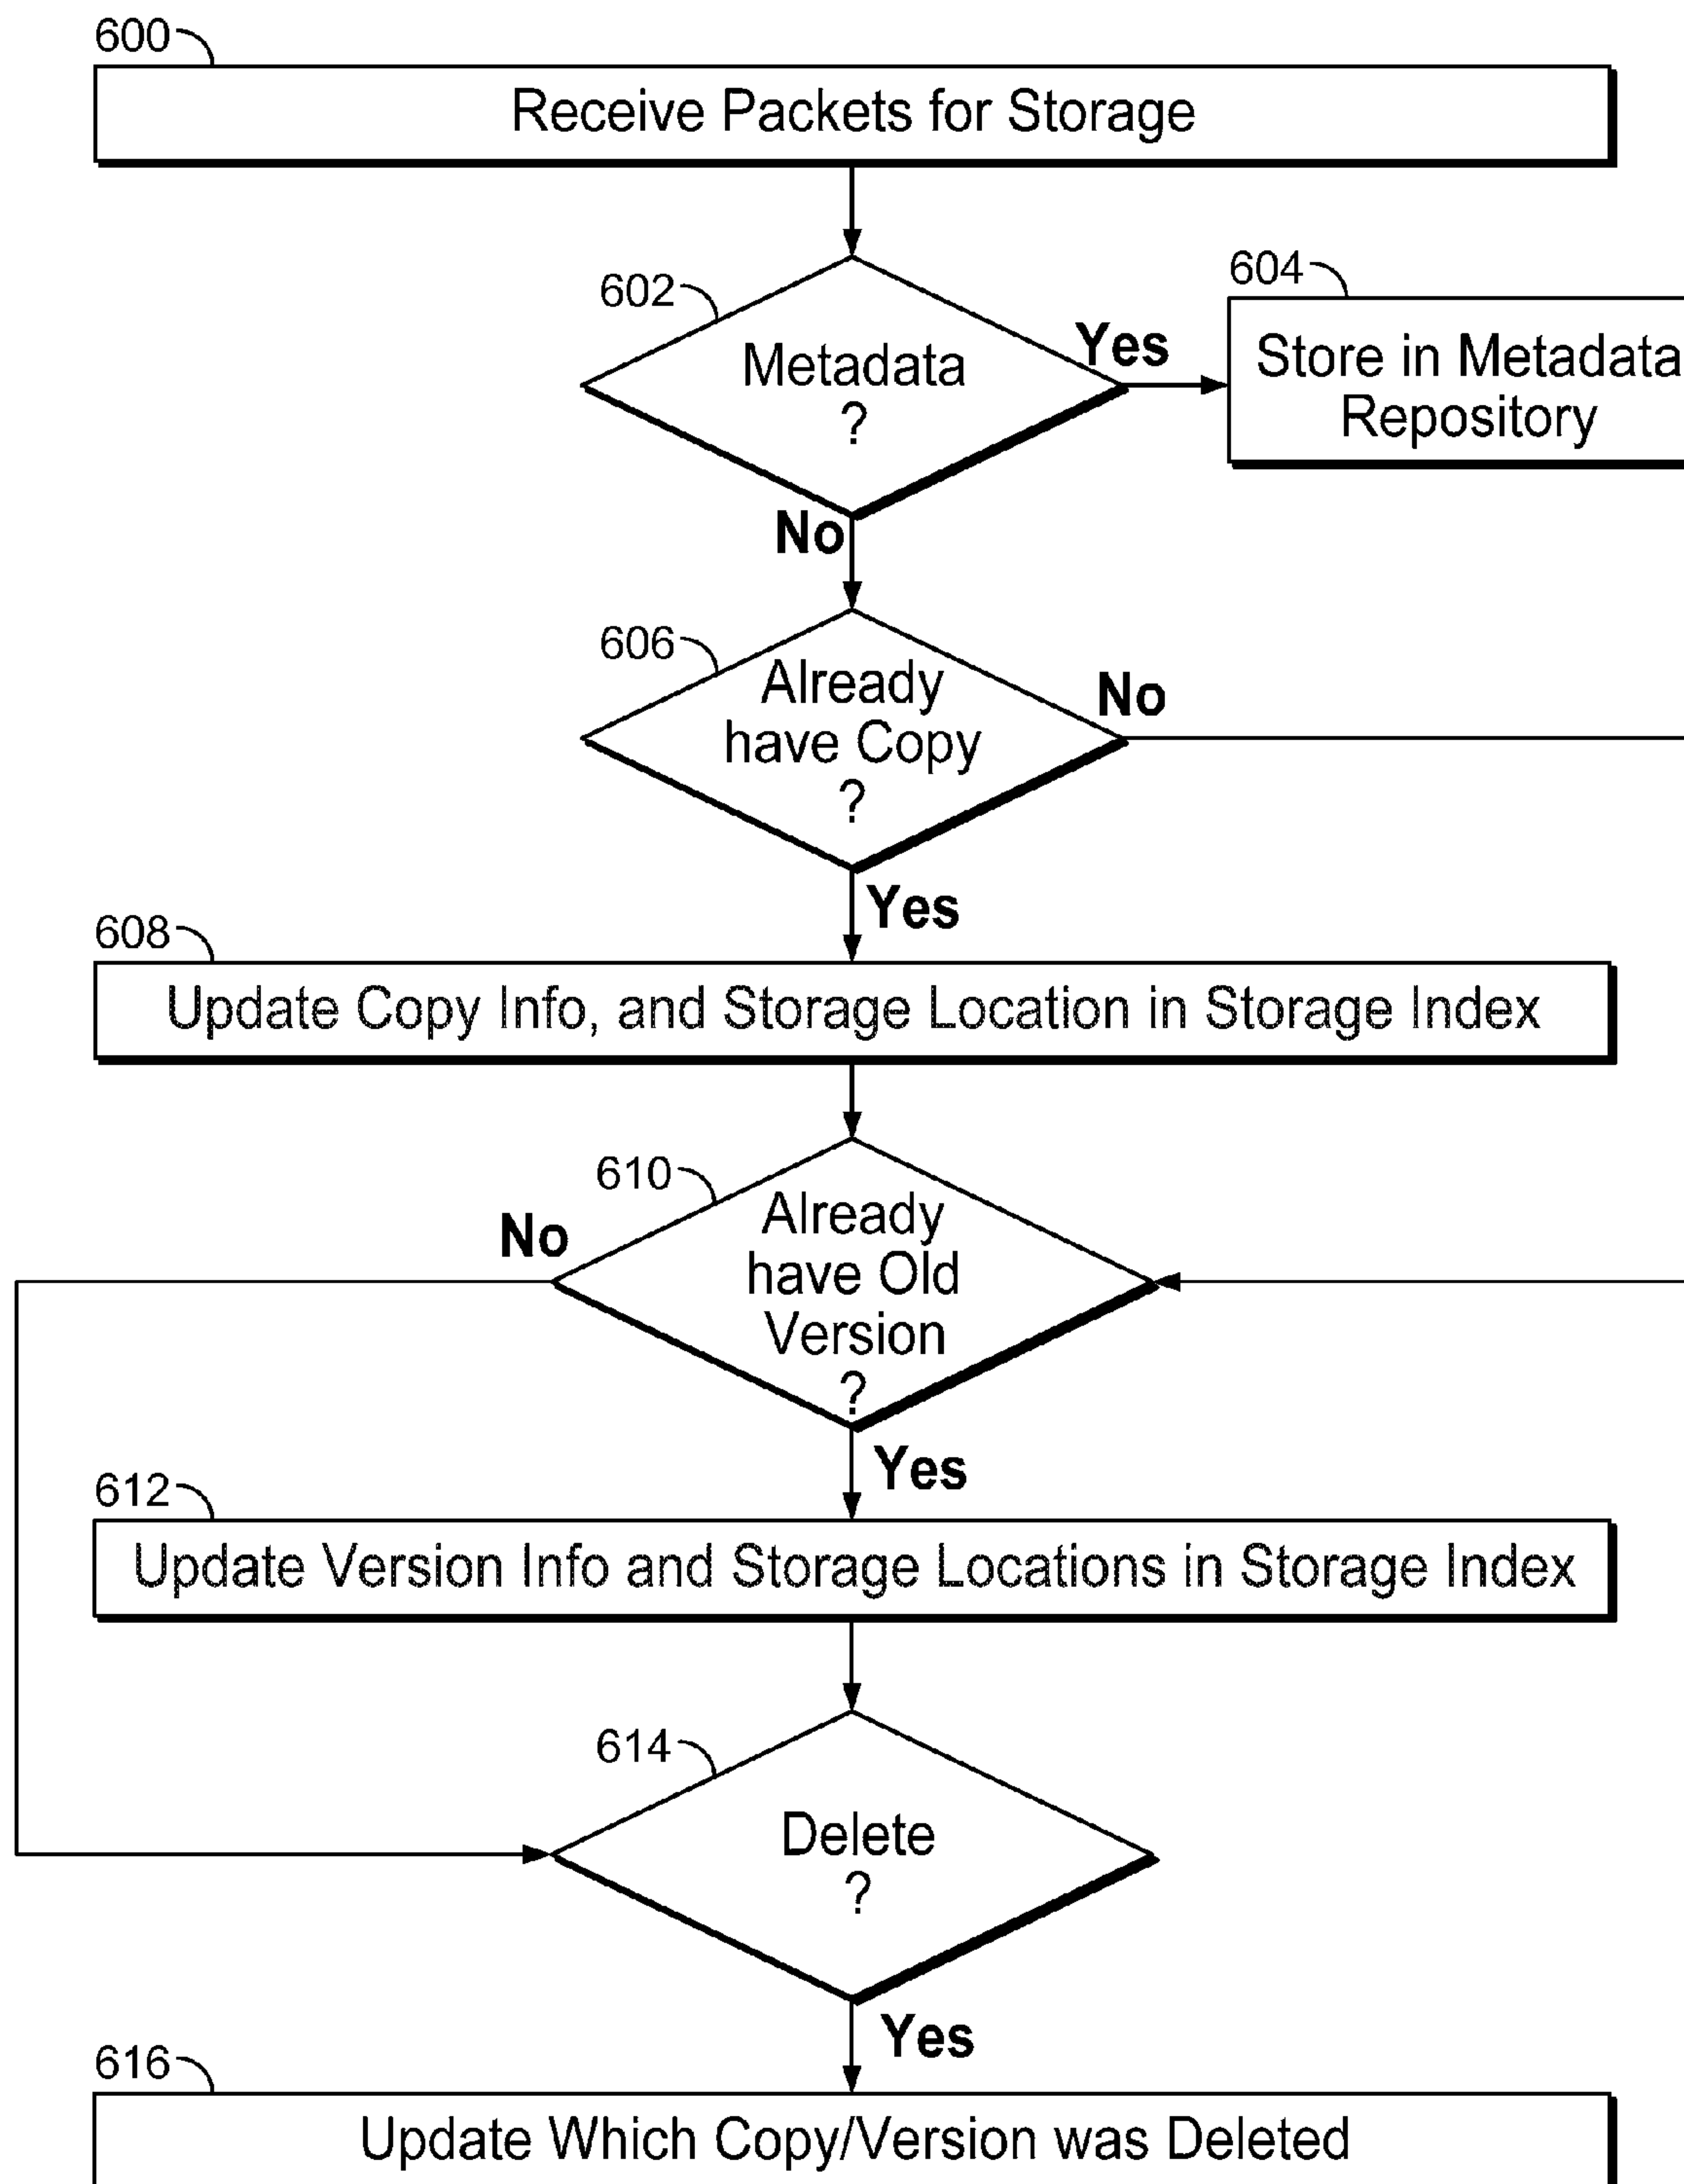 600
Receive Packets for Storage
602
Metadata
?
Yes
604
Store in Metadata
Repository
No
606
Already
have Copy
?
No
Yes
608
Update Copy Info, and Storage Location in Storage Index
610
Already
have Old
Version
?
No
Yes
612
Update Version Info and Storage Locations in Storage Index
614
Delete
?
Yes
616
Update Which Copy/Version was Deleted